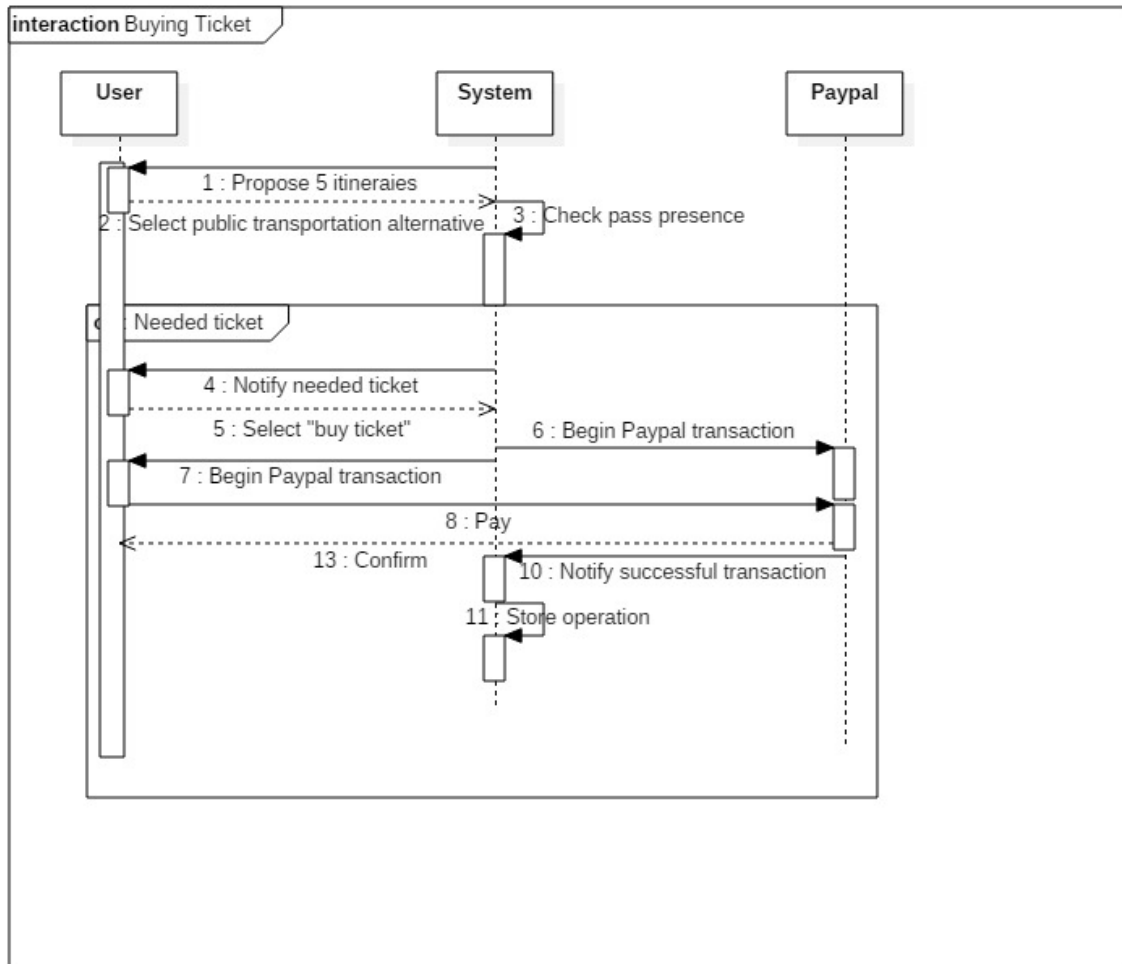 interaction Buying Ticket
User
System
Paypal
1 : Propose 5 itineraies
2 : Select public transportation alternative
3 : Check pass presence
Needed ticket
4 : Notify needed ticket
5 : Select "buy ticket"
6 : Begin Paypal transaction
7 : Begin Paypal transaction
8 : Pay
13 : Confirm
10 : Notify successful transaction
11 : Store operation